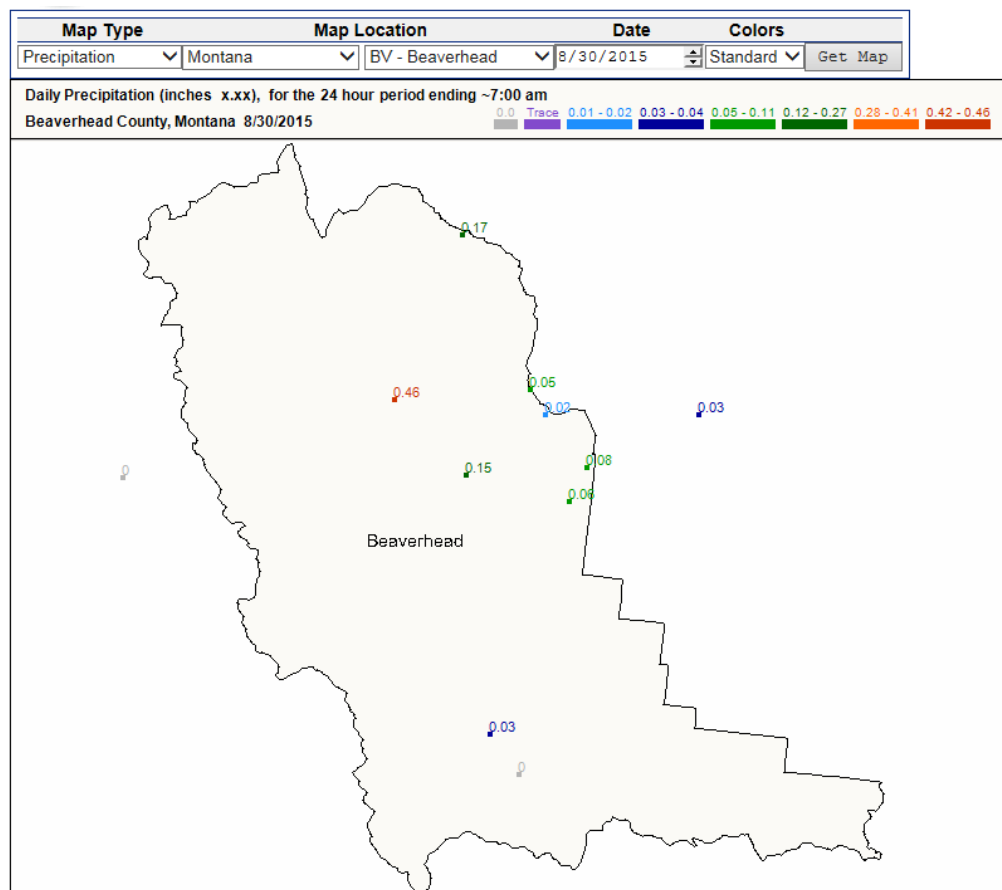 Map Type Map Location Date Colors
Precipitation Montana BV - Beaverhead 8/30/2015 Standard Get Map
Daily Precipitation (inches x.xx), for the 24 hour period ending ~7:00 am
Beaverhead County, Montana 8/30/2015
0.0 Trace 0.01 - 0.02 0.03 - 0.04 0.05 - 0.11 0.12 - 0.27 0.28 - 0.41 0.42 - 0.46
0.17
0.05
0.46
0.02
0.03
0.08
0.15
0
0.06
Beaverhead
0.03
0